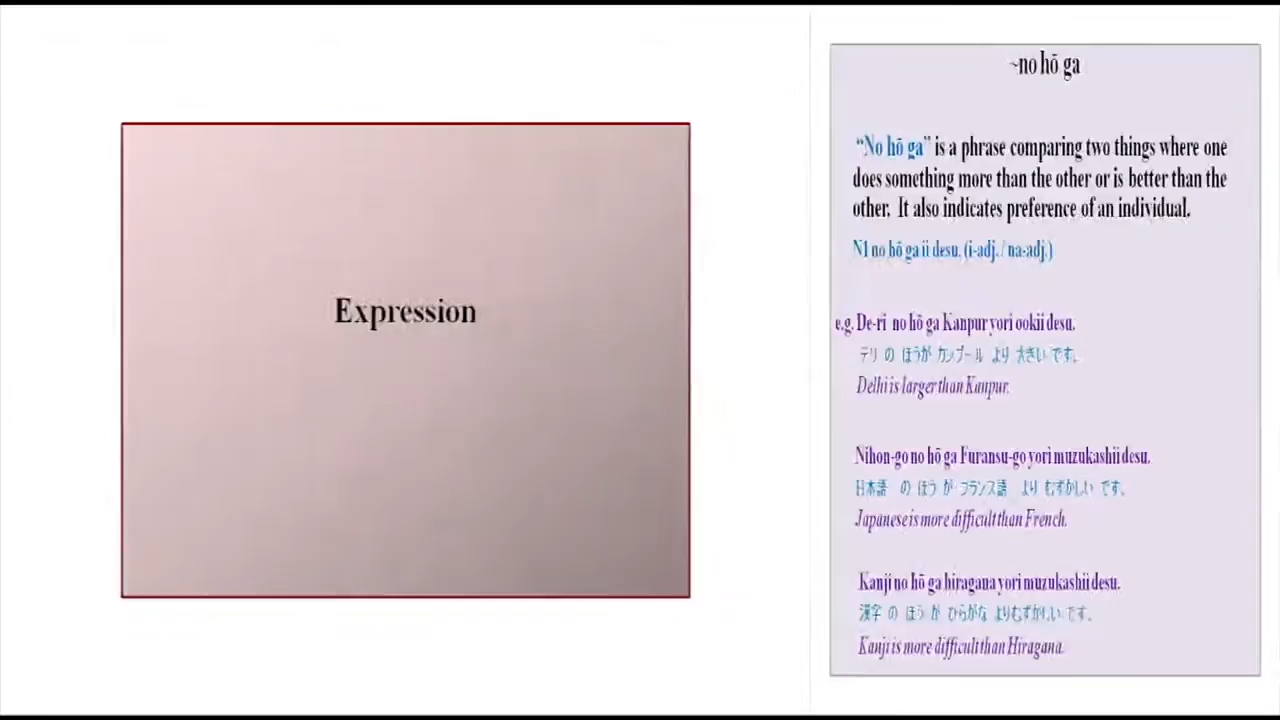 Expression
~no hō ga
“No hō ga” is a phrase comparing two things where one
does something more than the other or is better than the
other. It also indicates preference of an individual.
N1 no hō ga ii desu. (i-adj. / na-adj.)
e.g. De-rī no hō ga Kanpur yori ookii desu.
デリ の ほうが カンプール より 大きい です。
Delhi is larger than Kanpur.
Nihon-go no hō ga Furansu-go yori muzukashii desu.
日本語 の ほう が フランス語 より むずかしい です。
Japanese is more difficult than French.
Kanji no hō ga hiragana yori muzukashii desu.
漢字 の ほう が ひらがな よりむずかしい です。
Kanji is more difficult than Hiragana.